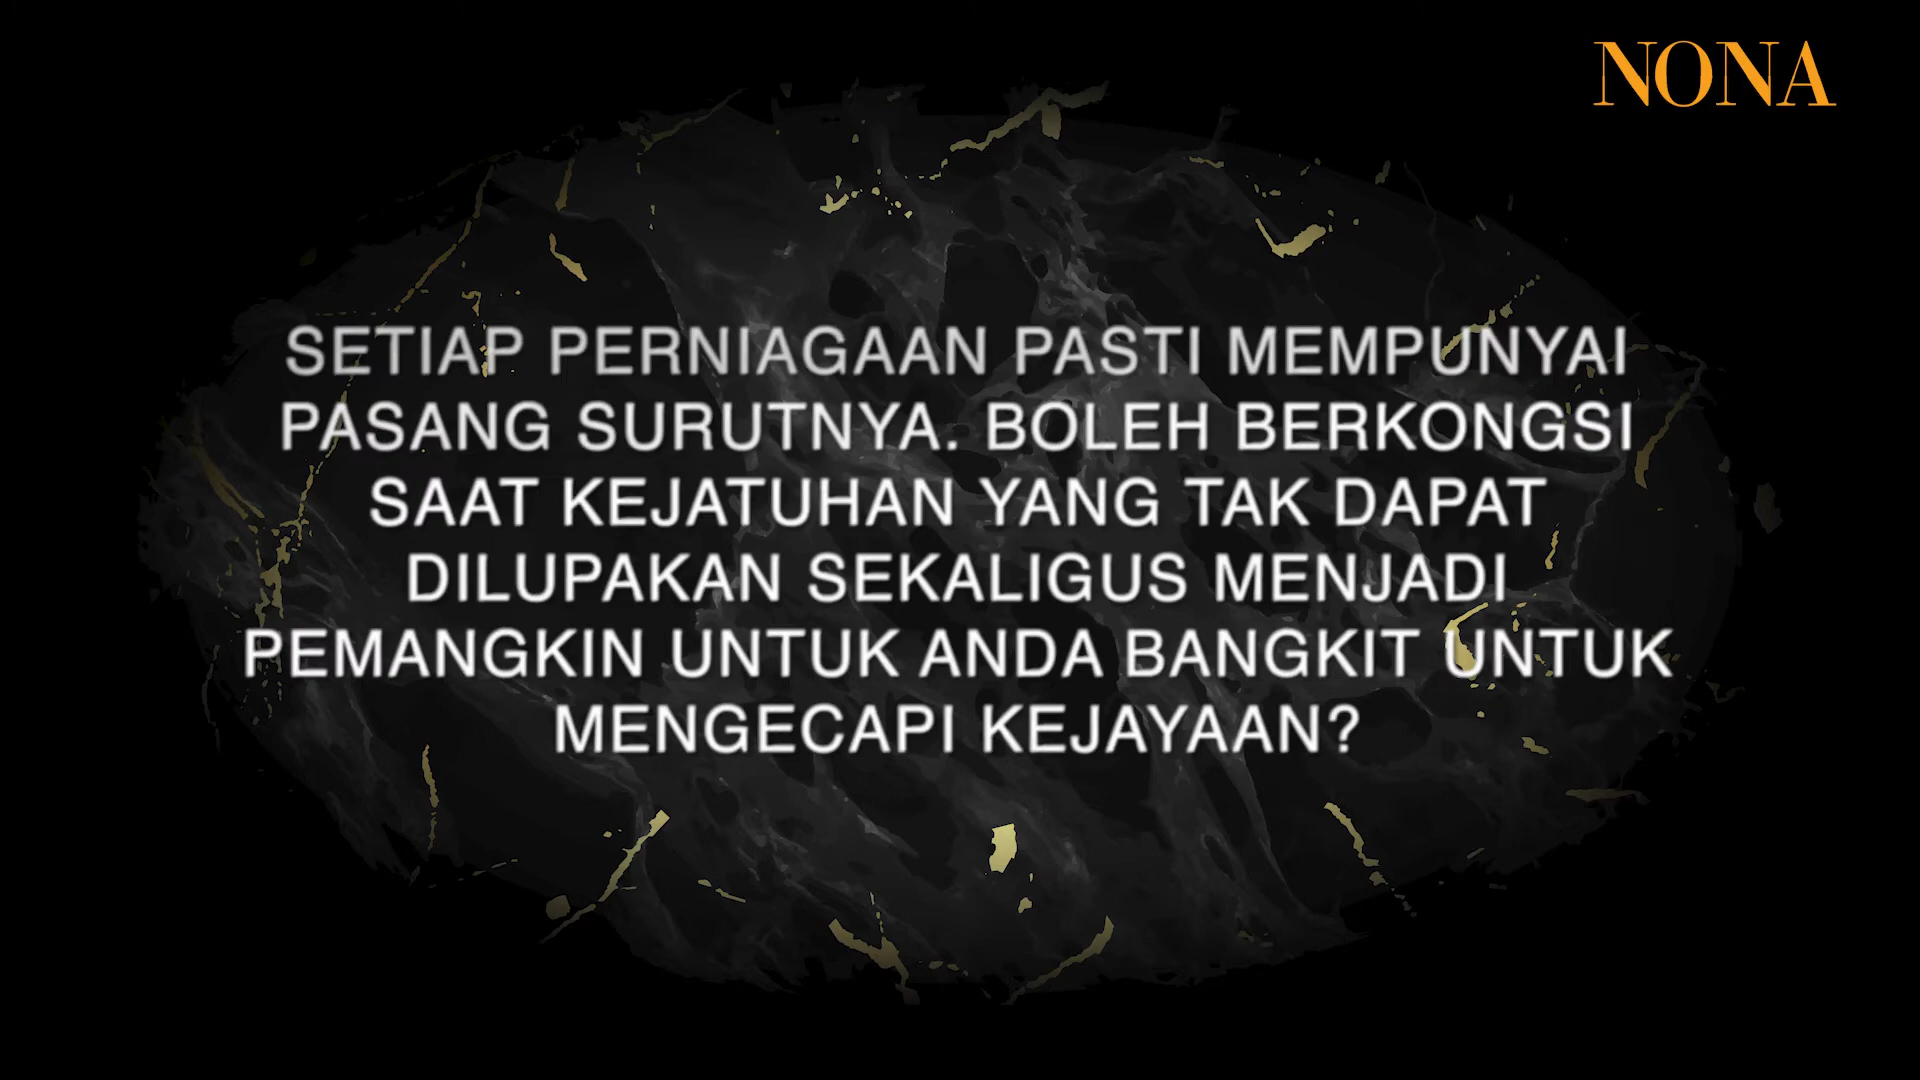 NONA
SETIAP PERNIAGAAN PASTI MEMPUNYAI
PASANG SURUTNYA. BOLEH BERKONGSI
SAAT KEJATUHAN YANG TAK DAPAT
DILUPAKAN SEKALIGUS MENJADI
PEMANGKIN UNTUK ANDA BANGKIT UNTUK
MENGECAPI KEJAYAAN?